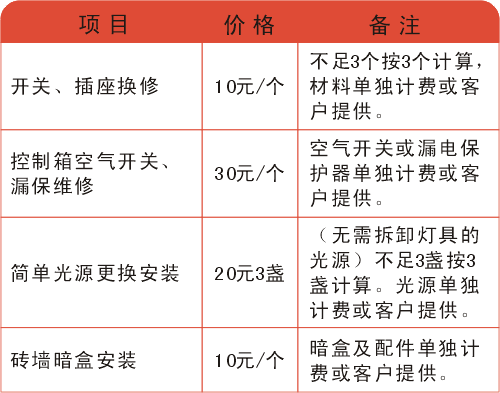 项目 价格 备注
开关、插座换修 10元/个 不足3个按3个计算，
材料单独计费或客
户提供。
控制箱空气开关、
漏保维修 30元/个 空气开关或漏电保
护器单独计费或客
户提供。
简单光源更换安装 20元3盏 （无需拆卸灯具的
光源）不足3盏按3
盏计算。光源单独
计费或客户提供。
砖墙暗盒安装 10元/个 暗盒及配件单独计
费或客户提供。